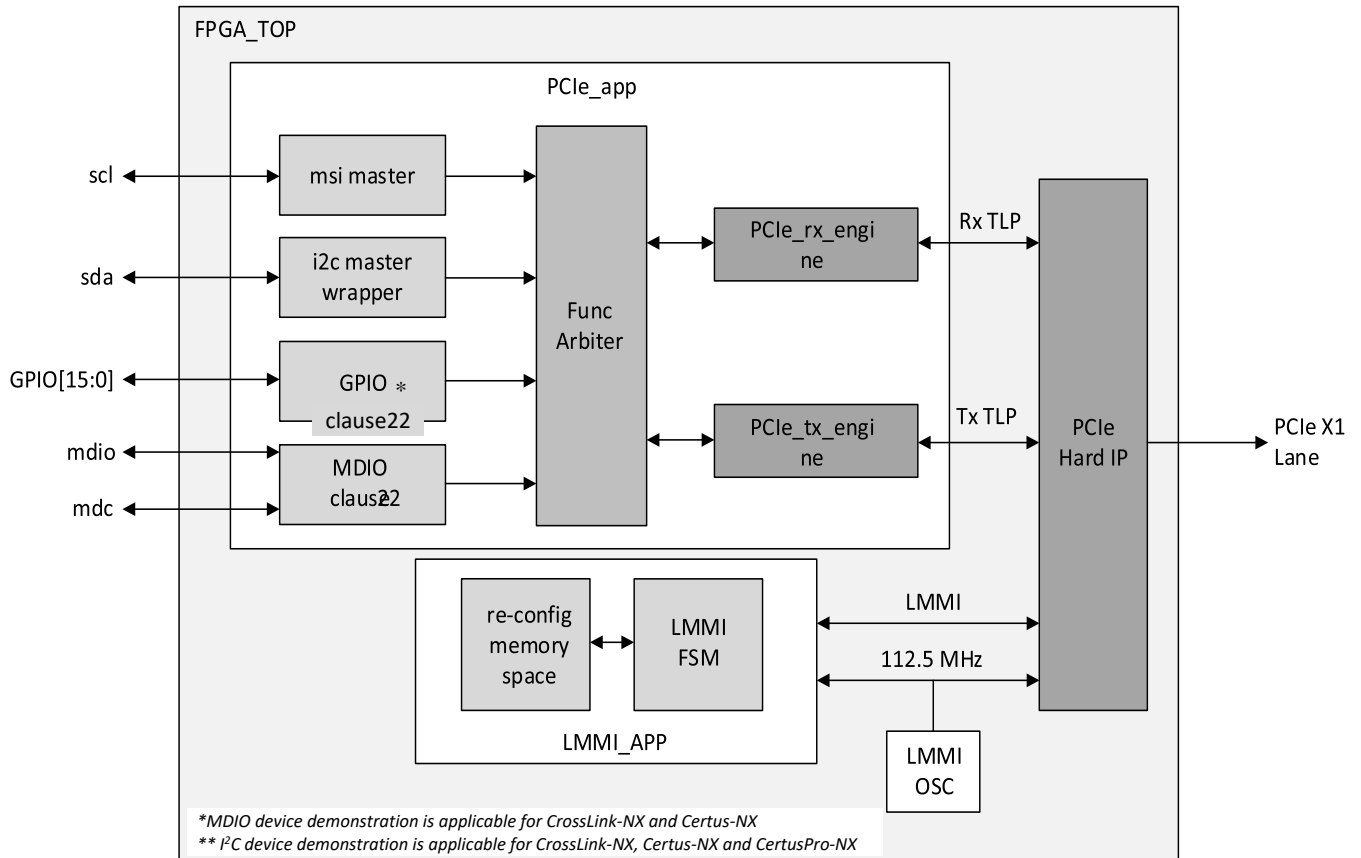 FPGA_TOP
PCIe_app
scl
msi master
sda
i2c master
wrapper
GPIO[15:0]
GPIO *
clause22
mdio
mdc
MDIO
clause22
Func
Arbiter
PCIe_rx_engi
ne
Rx TLP
PCIe_tx_engi
ne
Tx TLP
PCIe
Hard IP
PCIe X1
Lane
re-config
memory
space
LMMI
FSM
LMMI_APP
LMMI
112.5 MHz
LMMI
OSC
*MDIO device demonstration is applicable for CrossLink-NX and Certus-NX
** I²C device demonstration is applicable for CrossLink-NX, Certus-NX and CertusPro-NX